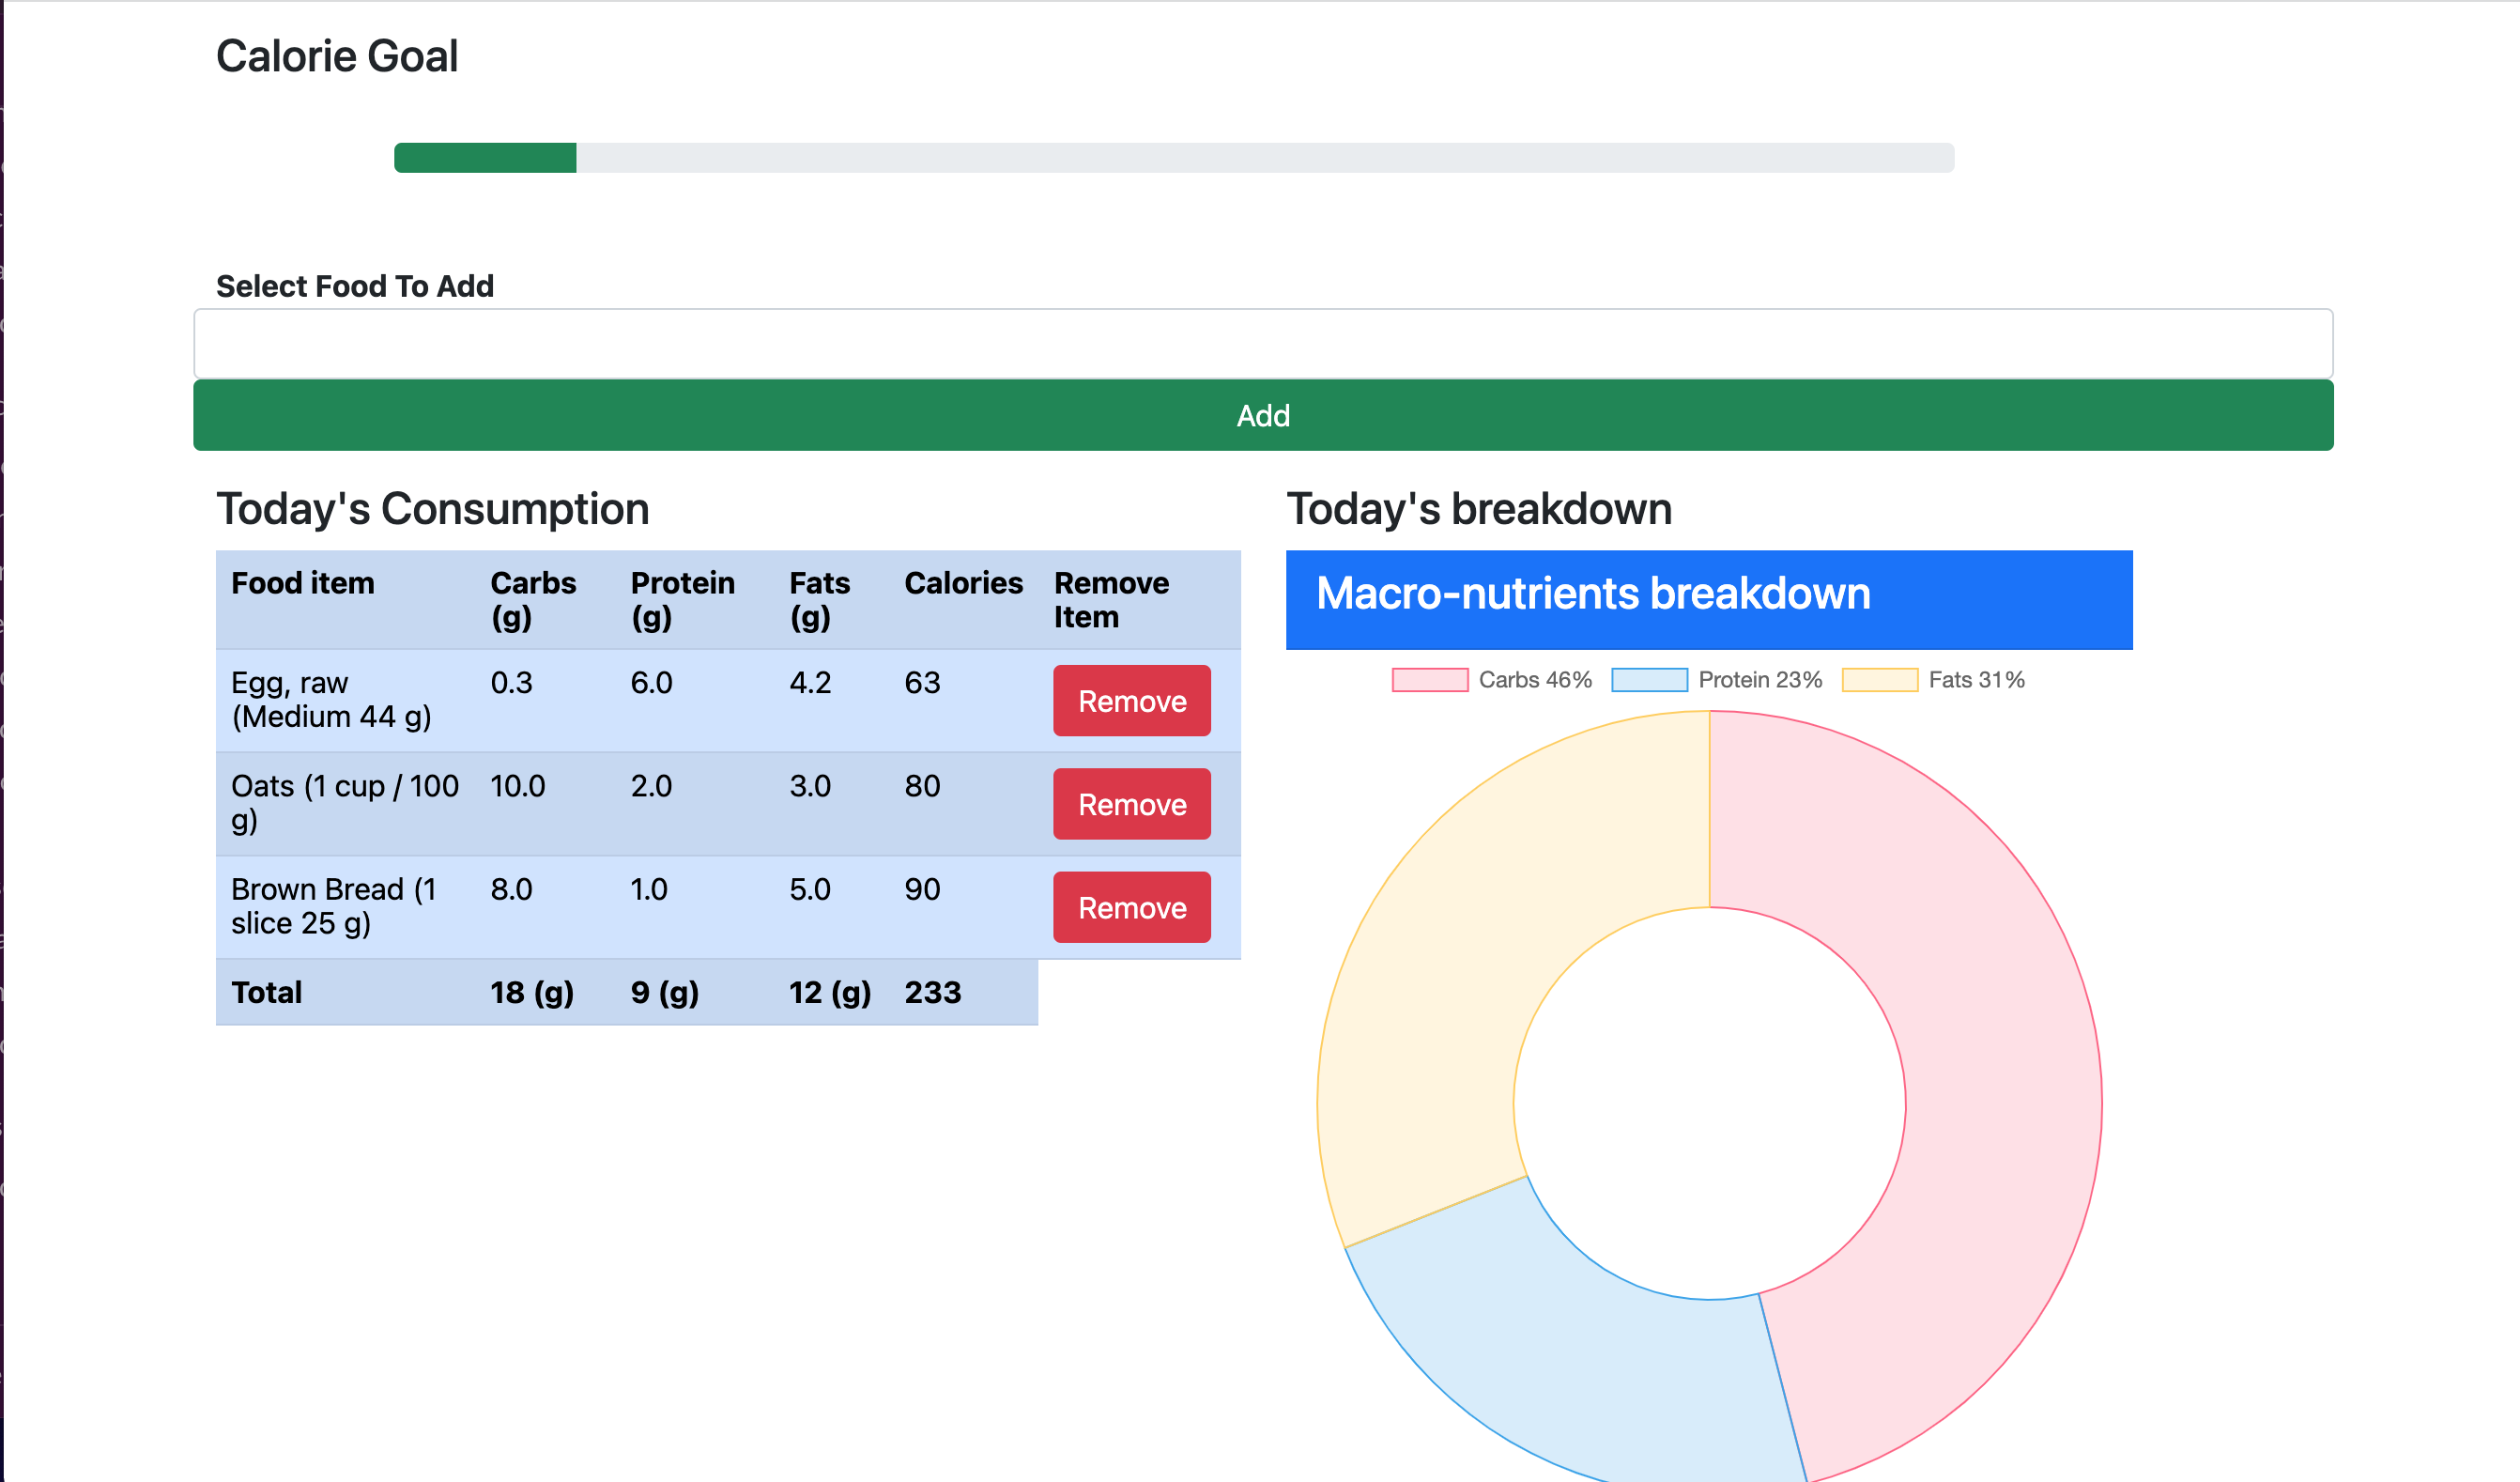 Calorie Goal
Select Food To Add
Add
Today's Consumption
Food item Carbs Protein Fats Calories Remove
(g) (g) (g) Item
Egg, raw 0.3 6.0 4.2 63 Remove
(Medium 44 g)
Oats (1 cup / 100 10.0 2.0 3.0 80 Remove
g)
Brown Bread (1 8.0 1.0 5.0 90 Remove
slice 25 g)
Total 18 (g) 9 (g) 12 (g) 233
Today's breakdown
Macro-nutrients breakdown
Carbs 46% Protein 23% Fats 31%